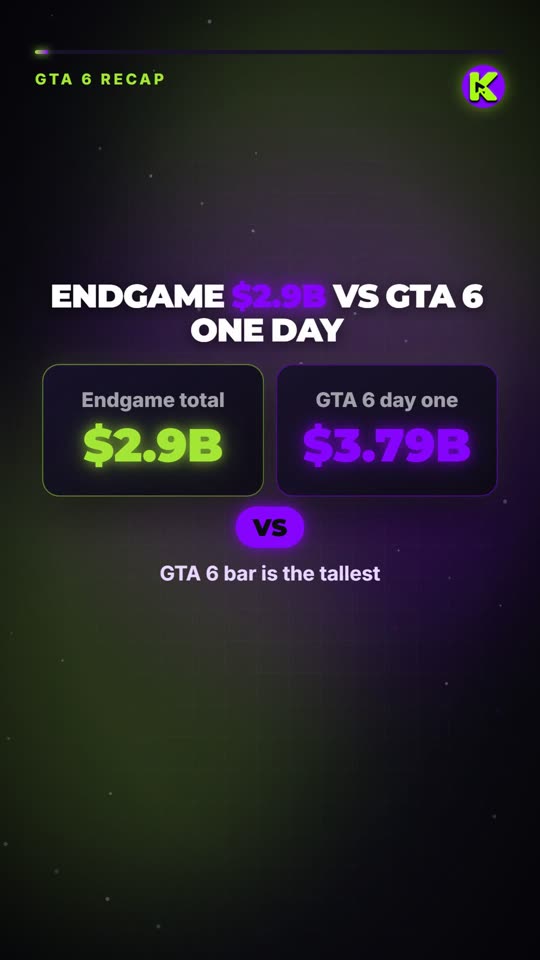 GTA 6 RECAP
K
ENDGAME $2.9B VS GTA 6
ONE DAY
Endgame total
$2.9B
GTA 6 day one
$3.79B
VS
GTA 6 bar is the tallest